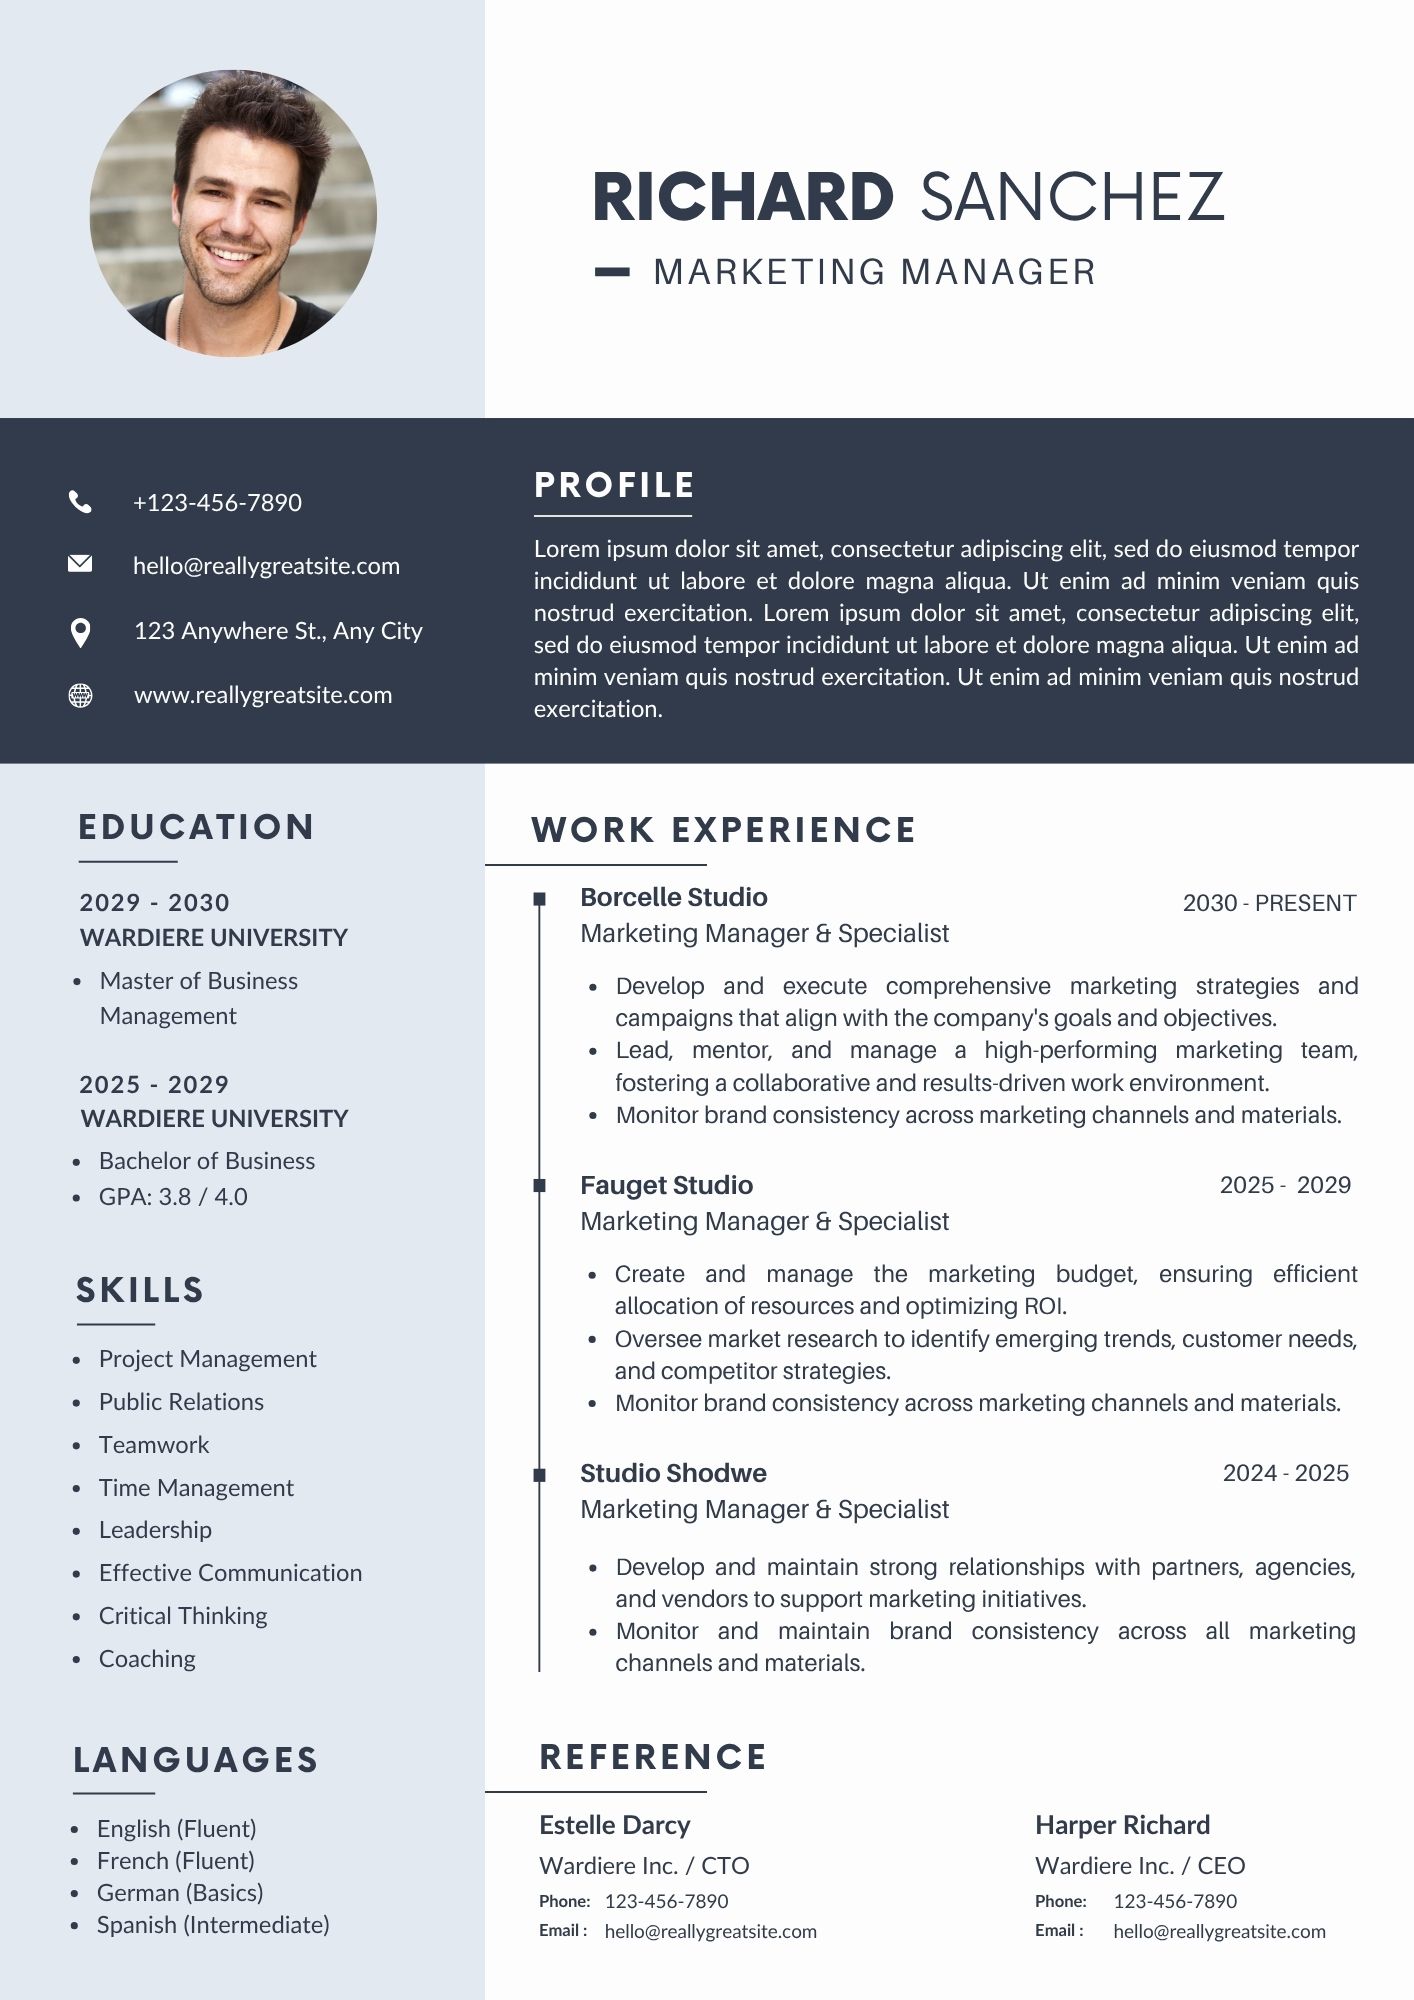 RICHARD SANCHEZ
MARKETING MANAGER
+123-456-7890
hello@reallygreatsite.com
123 Anywhere St., Any City
www.reallygreatsite.com
PROFILE
Lorem ipsum dolor sit amet, consectetur adipiscing elit, sed do eiusmod tempor
incididunt ut labore et dolore magna aliqua. Ut enim ad minim veniam quis
nostrud exercitation. Lorem ipsum dolor sit amet, consectetur adipiscing elit,
sed do eiusmod tempor incididunt ut labore et dolore magna aliqua. Ut enim ad
minim veniam quis nostrud exercitation. Ut enim ad minim veniam quis nostrud
exercitation.
EDUCATION
2029 - 2030
WARDIERE UNIVERSITY
• Master of Business
Management
2025 - 2029
WARDIERE UNIVERSITY
• Bachelor of Business
• GPA: 3.8 / 4.0
SKILLS
• Project Management
• Public Relations
• Teamwork
• Time Management
• Leadership
• Effective Communication
• Critical Thinking
• Coaching
LANGUAGES
• English (Fluent)
• French (Fluent)
• German (Basics)
• Spanish (Intermediate)
WORK EXPERIENCE
Borcelle Studio 2030 - PRESENT
Marketing Manager & Specialist
• Develop and execute comprehensive marketing strategies and
campaigns that align with the company's goals and objectives.
• Lead, mentor, and manage a high-performing marketing team,
fostering a collaborative and results-driven work environment.
• Monitor brand consistency across marketing channels and materials.
Fauget Studio 2025 - 2029
Marketing Manager & Specialist
• Create and manage the marketing budget, ensuring efficient
allocation of resources and optimizing ROI.
• Oversee market research to identify emerging trends, customer needs,
and competitor strategies.
• Monitor brand consistency across marketing channels and materials.
Studio Shodwe 2024 - 2025
Marketing Manager & Specialist
• Develop and maintain strong relationships with partners, agencies,
and vendors to support marketing initiatives.
• Monitor and maintain brand consistency across all marketing
channels and materials.
REFERENCE
Estelle Darcy
Wardiere Inc. / CTO
Phone: 123-456-7890
Email : hello@reallygreatsite.com
Harper Richard
Wardiere Inc. / CEO
Phone: 123-456-7890
Email : hello@reallygreatsite.com